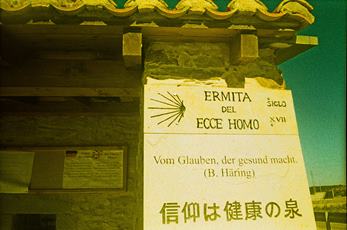 ERMITA
DEL
ECCE HOMO
SIGLO
XVII
Vom Glauben, der gesund macht.
(B. Häring)
信仰は健康の泉